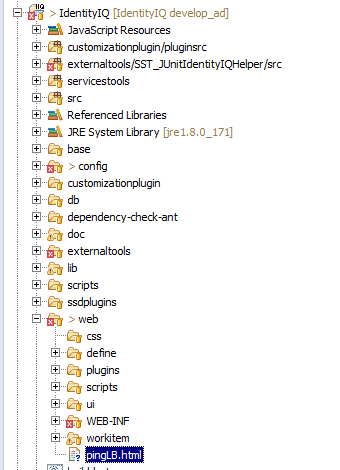 IIQ > IdentityIQ [IdentityIQ develop_ad]
JavaScript Resources
customizationplugin/pluginsrc
externaltools/SST_JUnitIdentityIQHelper/src
servicestools
src
Referenced Libraries
JRE System Library [jre1.8.0_171]
base
> config
customizationplugin
db
dependency-check-ant
doc
externaltools
lib
scripts
ssdplugins
> web
css
define
plugins
scripts
ui
WEB-INF
workitem
pingLB.html